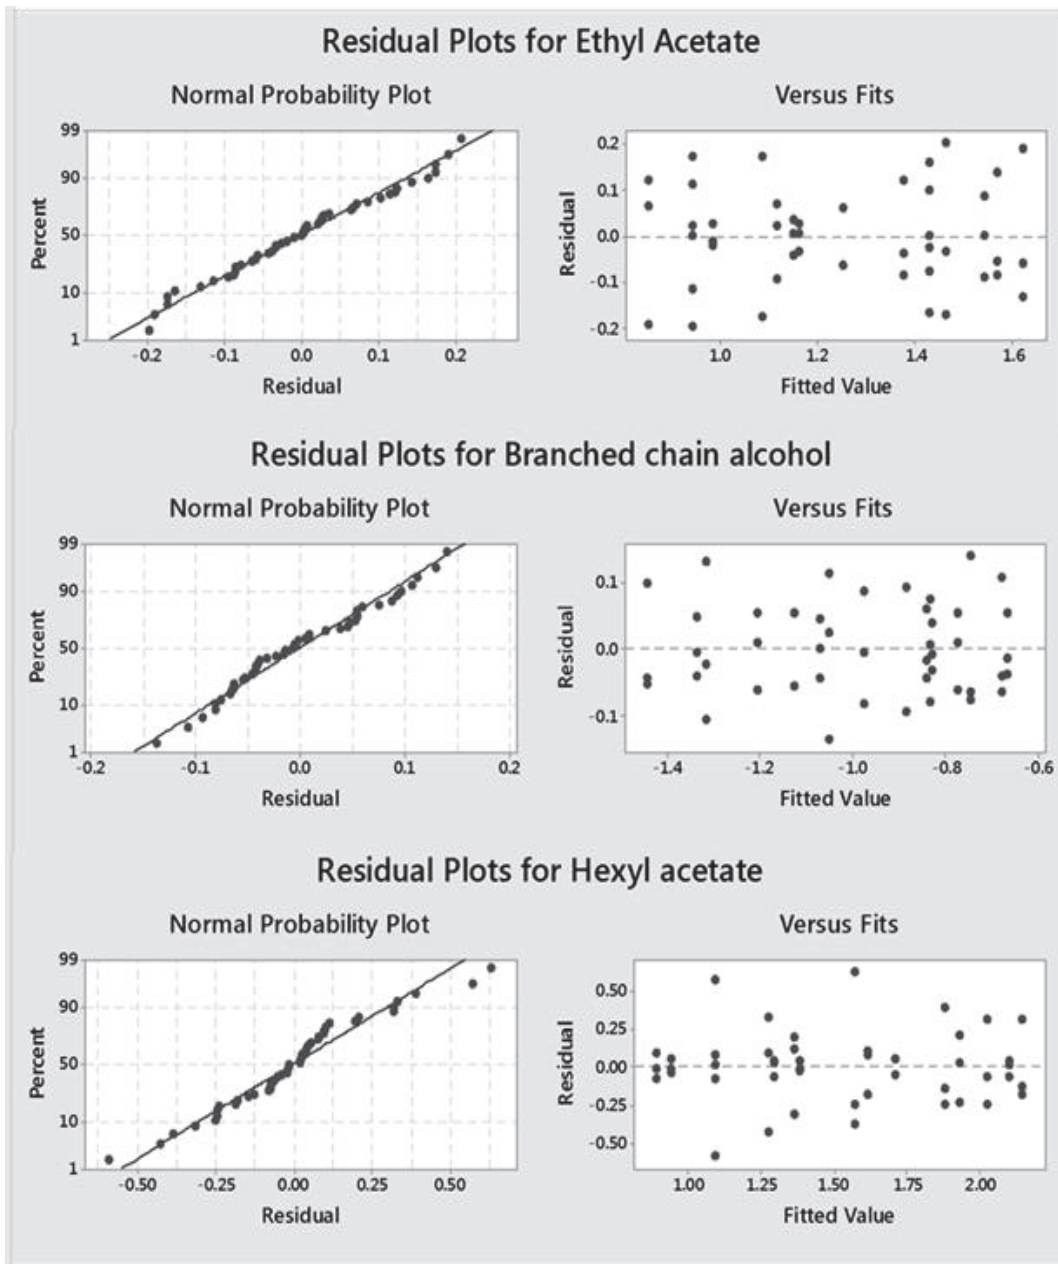 Residual Plots for Ethyl Acetate
Normal Probability Plot
Versus Fits
99
90
50
10
1
Percent
-0.2 -0.1 0.0 0.1 0.2
Residual
0.2
0.1
0.0
-0.1
-0.2
Residual
1.0 1.2 1.4 1.6
Fitted Value
Residual Plots for Branched chain alcohol
Normal Probability Plot
Versus Fits
99
90
50
10
1
Percent
-0.2 -0.1 0.0 0.1 0.2
Residual
0.1
0.0
-0.1
Residual
-1.4 -1.2 -1.0 -0.8 -0.6
Fitted Value
Residual Plots for Hexyl acetate
Normal Probability Plot
Versus Fits
99
90
50
10
1
Percent
-0.50 -0.25 0.00 0.25 0.50
Residual
0.50
0.25
0.00
-0.25
-0.50
Residual
1.00 1.25 1.50 1.75 2.00
Fitted Value